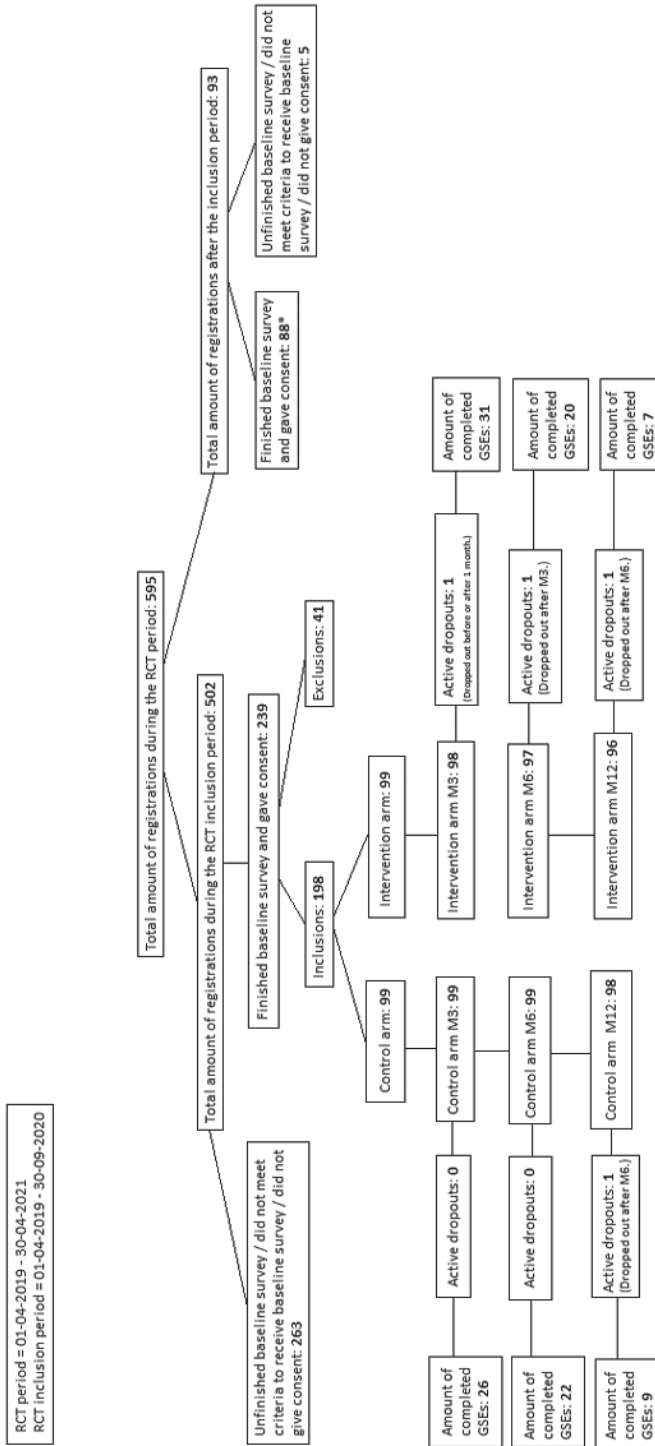 RCT period = 01-04-2019 - 30-04-2021
RCT inclusion period = 01-04-2019 - 30-09-2020
Total amount of registrations during the RCT period: 595
Total amount of registrations during the RCT inclusion period: 502
Total amount of registrations after the inclusion period: 93
Unfinished baseline survey / did not meet
criteria to receive baseline survey / did not
give consent: 263
Finished baseline survey and gave consent: 239
Finished baseline survey
and gave consent: 88*
Unfinished baseline survey / did not
meet criteria to receive baseline
survey / did not give consent: 5
Inclusions: 198
Exclusions: 41
Control arm: 99
Intervention arm: 99
Amount of
completed
GSEs: 26
Active dropouts: 0
Control arm M3: 99
Intervention arm M3: 98
Active dropouts: 1
(Dropped out before or after 1 month.)
Amount of
completed
GSEs: 31
Amount of
completed
GSEs: 22
Active dropouts: 0
Control arm M6: 99
Intervention arm M6: 97
Active dropouts: 1
(Dropped out after M3.)
Amount of
completed
GSEs: 20
Amount of
completed
GSEs: 9
Active dropouts: 1
(Dropped out after M6.)
Control arm M12: 98
Intervention arm M12: 96
Active dropouts: 1
(Dropped out after M6.)
Amount of
completed
GSEs: 7